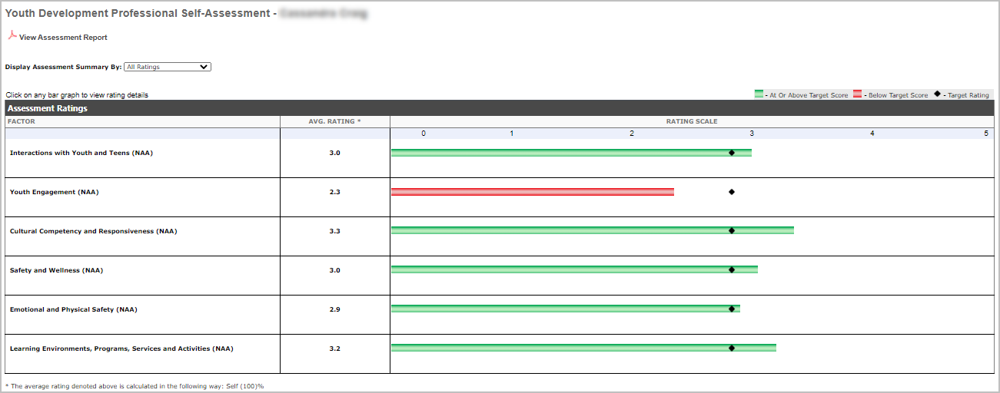 Youth Development Professional Self-Assessment -
View Assessment Report
Display Assessment Summary By: All Ratings
Click on any bar graph to view rating details
- At Or Above Target Score - Below Target Score - Target Rating
Assessment Ratings
FACTOR AVG. RATING * RATING SCALE
0 1 2 3 4 5
Interactions with Youth and Teens (NAA) 3.0
Youth Engagement (NAA) 2.3
Cultural Competency and Responsiveness (NAA) 3.3
Safety and Wellness (NAA) 3.0
Emotional and Physical Safety (NAA) 2.9
Learning Environments, Programs, Services and Activities (NAA) 3.2
* The average rating denoted above is calculated in the following way: Self (100)%